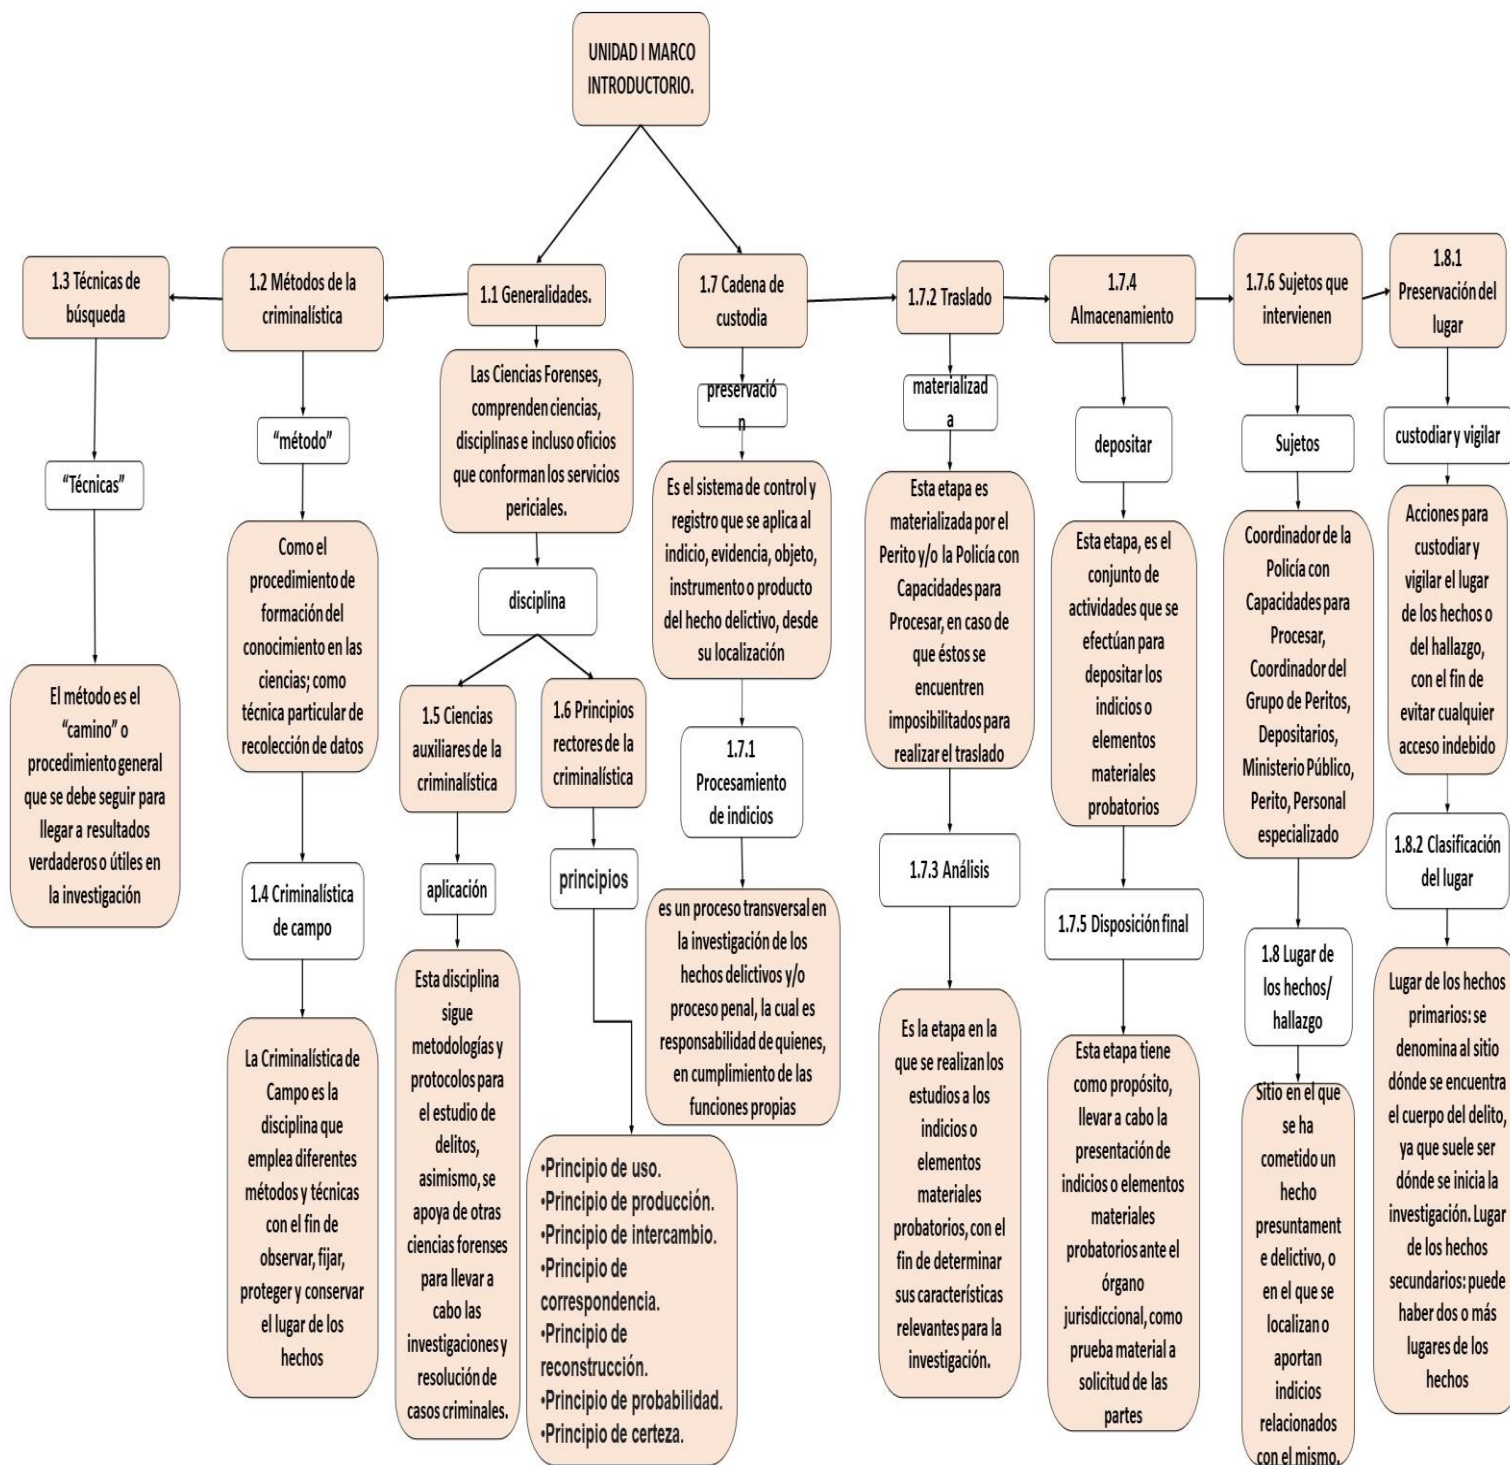 UNIDAD I MARCO
INTRODUCTORIO.
1.3 Técnicas de
búsqueda
“Técnicas”
El método es el
“camino” o
procedimiento general
que se debe seguir para
llegar a resultados
verdaderos o útiles en
la investigación
1.2 Métodos de la
criminalística
“método”
Como el
procedimiento de
formación del
conocimiento en las
ciencias; como
técnica particular de
recolección de datos
1.4 Criminalística
de campo
La Criminalística de
Campo es la
disciplina que
emplea diferentes
métodos y técnicas
con el fin de
observar, fijar,
proteger y conservar
el lugar de los
hechos
1.1 Generalidades.
Las Ciencias Forenses,
comprenden ciencias,
disciplinas e incluso oficios
que conforman los servicios
periciales.
disciplina
1.5 Ciencias
auxiliares de la
criminalística
aplicación
Esta disciplina
sigue
metodologías y
protocolos para
el estudio de
delitos,
asimismo, se
apoya de otras
ciencias forenses
para llevar a
cabo las
investigaciones y
resolución de
casos criminales.
1.6 Principios
rectores de la
criminalística
principios
•Principio de uso.
•Principio de producción.
•Principio de intercambio.
•Principio de
correspondencia.
•Principio de
reconstrucción.
•Principio de probabilidad.
•Principio de certeza.
1.7 Cadena de
custodia
preservació
n
Es el sistema de control y
registro que se aplica al
indicio, evidencia, objeto,
instrumento o producto
del hecho delictivo, desde
su localización
1.7.1
Procesamiento
de indicios
es un proceso transversal en
la investigación de los
hechos delictivos y/o
proceso penal, la cual es
responsabilidad de quienes,
en cumplimiento de las
funciones propias
1.7.2 Traslado
materializad
a
Esta etapa es
materializada por el
Perito y/o la Policía con
Capacidades para
Procesar, en caso de
que éstos se
encuentren
imposibilitados para
realizar el traslado
1.7.3 Análisis
Es la etapa en la
que se realizan los
estudios a los
indicios o
elementos
materiales
probatorios, con el
fin de determinar
sus características
relevantes para la
investigación.
1.7.4
Almacenamiento
depositar
Esta etapa, es el
conjunto de
actividades que se
efectúan para
depositar los
indicios o
elementos
materiales
probatorios
1.7.5 Disposición final
Esta etapa tiene
como propósito,
llevar a cabo la
presentación de
indicios o elementos
materiales
probatorios ante el
órgano
jurisdiccional, como
prueba material a
solicitud de las
partes
1.7.6 Sujetos que
intervienen
Sujetos
Coordinador de la
Policía con
Capacidades para
Procesar,
Coordinador del
Grupo de Peritos,
Depositarios,
Ministerio Público,
Perito, Personal
especializado
1.8 Lugar de
los hechos/
hallazgo
Sitio en el que
se ha
cometido un
hecho
presuntament
e delictivo, o
en el que se
localizan o
aportan
indicios
relacionados
con el mismo.
1.8.1
Preservación del
lugar
custodiar y vigilar
Acciones para
custodiar y
vigilar el lugar
de los hechos o
del hallazgo,
con el fin de
evitar cualquier
acceso indebido
1.8.2 Clasificación
del lugar
Lugar de los hechos
primarios: se
denomina al sitio
dónde se encuentra
el cuerpo del delito,
ya que suele ser
dónde se inicia la
investigación. Lugar
de los hechos
secundarios: puede
haber dos o más
lugares de los
hechos